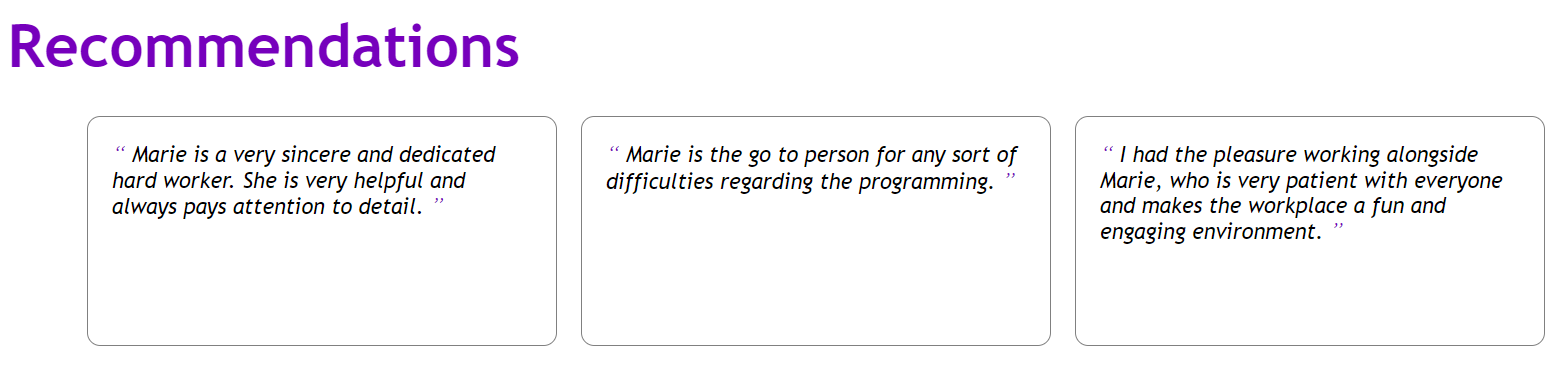 Recommendations
“ Marie is a very sincere and dedicated
hard worker. She is very helpful and
always pays attention to detail. ”
“ Marie is the go to person for any sort of
difficulties regarding the programming. ”
“ I had the pleasure working alongside
Marie, who is very patient with everyone
and makes the workplace a fun and
engaging environment. ”